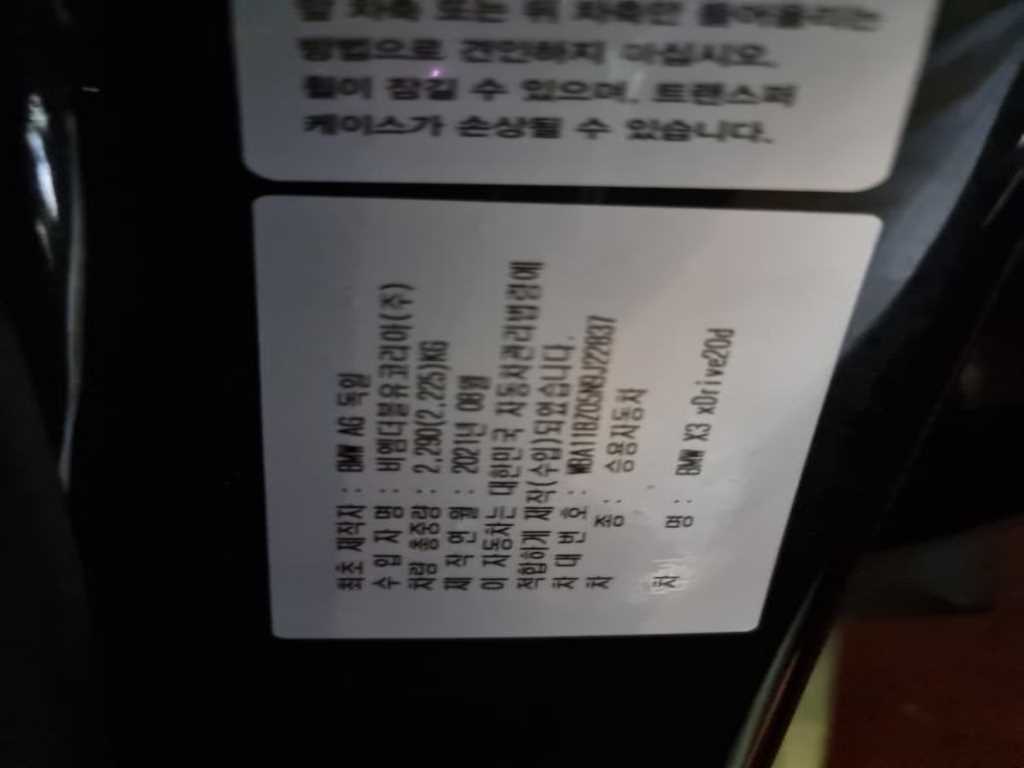 앞 차축 또는 뒤 차축만 들어올리는
방법으로 견인하지 마십시오.
휠이 잠길 수 있으며, 트랜스퍼
케이스가 손상될 수 있습니다.
최초 제작자 : BMW AG 독일
수 입 자 명 : 비엠더블유코리아(주)
차량 총중량 : 2,290(2,225)KG
제 작 연 월 : 2021년 08월
이 자동차는 대한민국 자동차관리법령에
적합하게 제작(수입)되었습니다.
차 대 번 호 : WBA11BZ05N9J22837
차 종 : 승용자동차
차 명 : BMW X3 xDrive20d